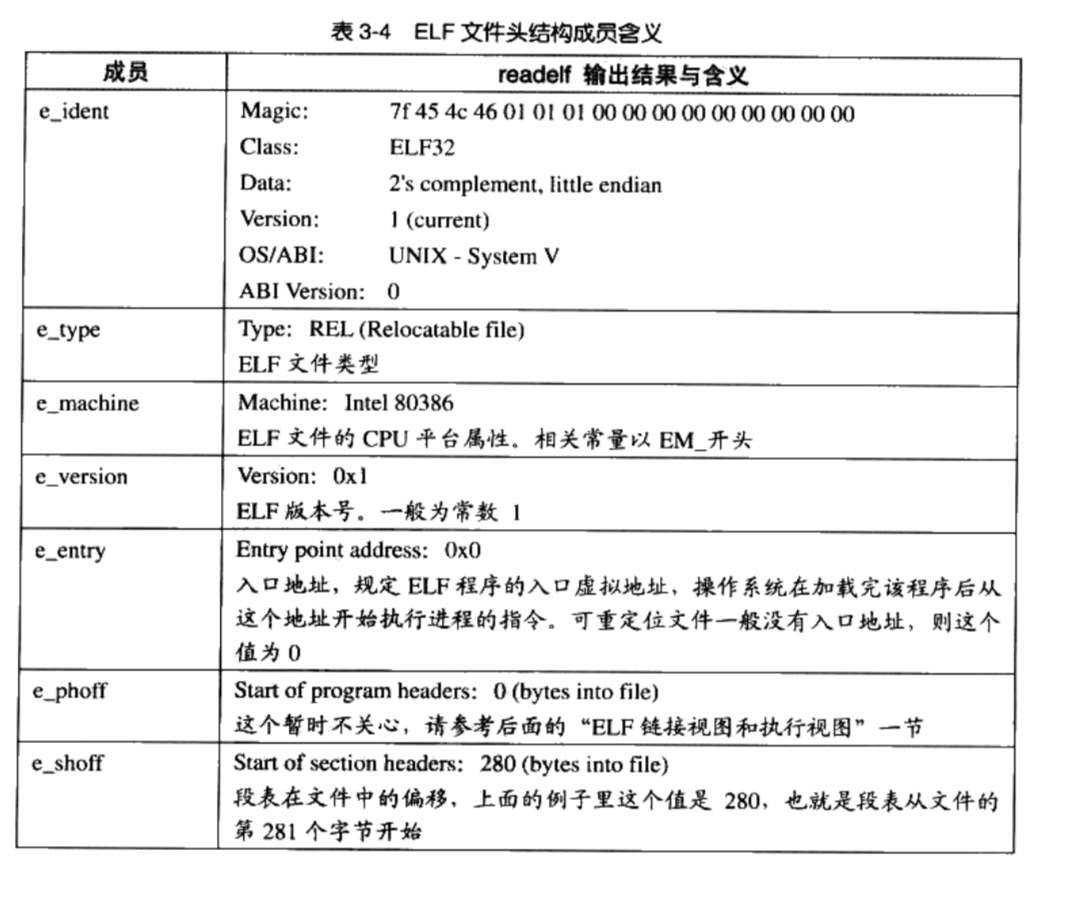 表 3-4 ELF 文件头结构成员含义
成员 readelf 输出结果与含义
e_ident Magic: 7f 45 4c 46 01 01 01 00 00 00 00 00 00 00 00 00
Class: ELF32
Data: 2's complement, little endian
Version: 1 (current)
OS/ABI: UNIX - System V
ABI Version: 0
e_type Type: REL (Relocatable file)
ELF 文件类型
e_machine Machine: Intel 80386
ELF 文件的 CPU 平台属性。相关常量以 EM_开头
e_version Version: 0x1
ELF 版本号。一般为常数 1
e_entry Entry point address: 0x0
入口地址，规定 ELF 程序的入口虚拟地址，操作系统在加载完该程序后从
这个地址开始执行进程的指令。可重定位文件一般没有入口地址，则这个
值为 0
e_phoff Start of program headers: 0 (bytes into file)
这个暂时不关心，请参考后面的“ELF 链接视图和执行视图”一节
e_shoff Start of section headers: 280 (bytes into file)
段表在文件中的偏移，上面的例子里这个值是 280，也就是段表从文件的
第 281 个字节开始